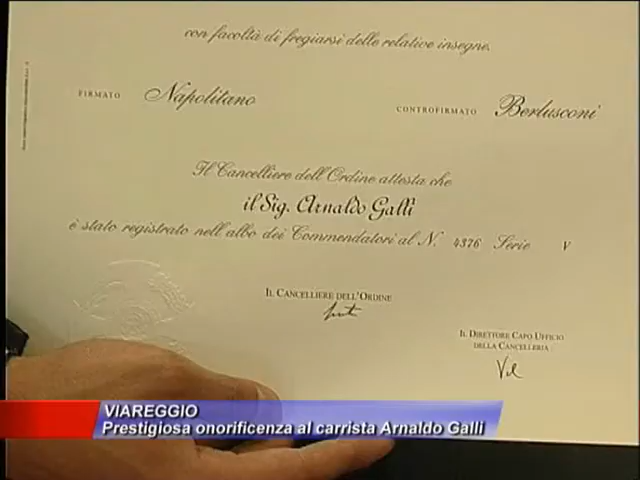 con facoltà di fregiarsi delle relative insegne.
FIRMATO Napolitano CONTROFIRMATO Berlusconi
Il Cancelliere dell'Ordine attesta che
il Sig. Arnaldo Galli
è stato registrato nell'albo dei Commendatori al N. 4376 Serie V
IL CANCELLIERE DELL'ORDINE
IL DIRETTORE CAPO UFFICIO
DELLA CANCELLERIA
VIAREGGIO
Prestigiosa onorificenza al carrista Arnaldo Galli